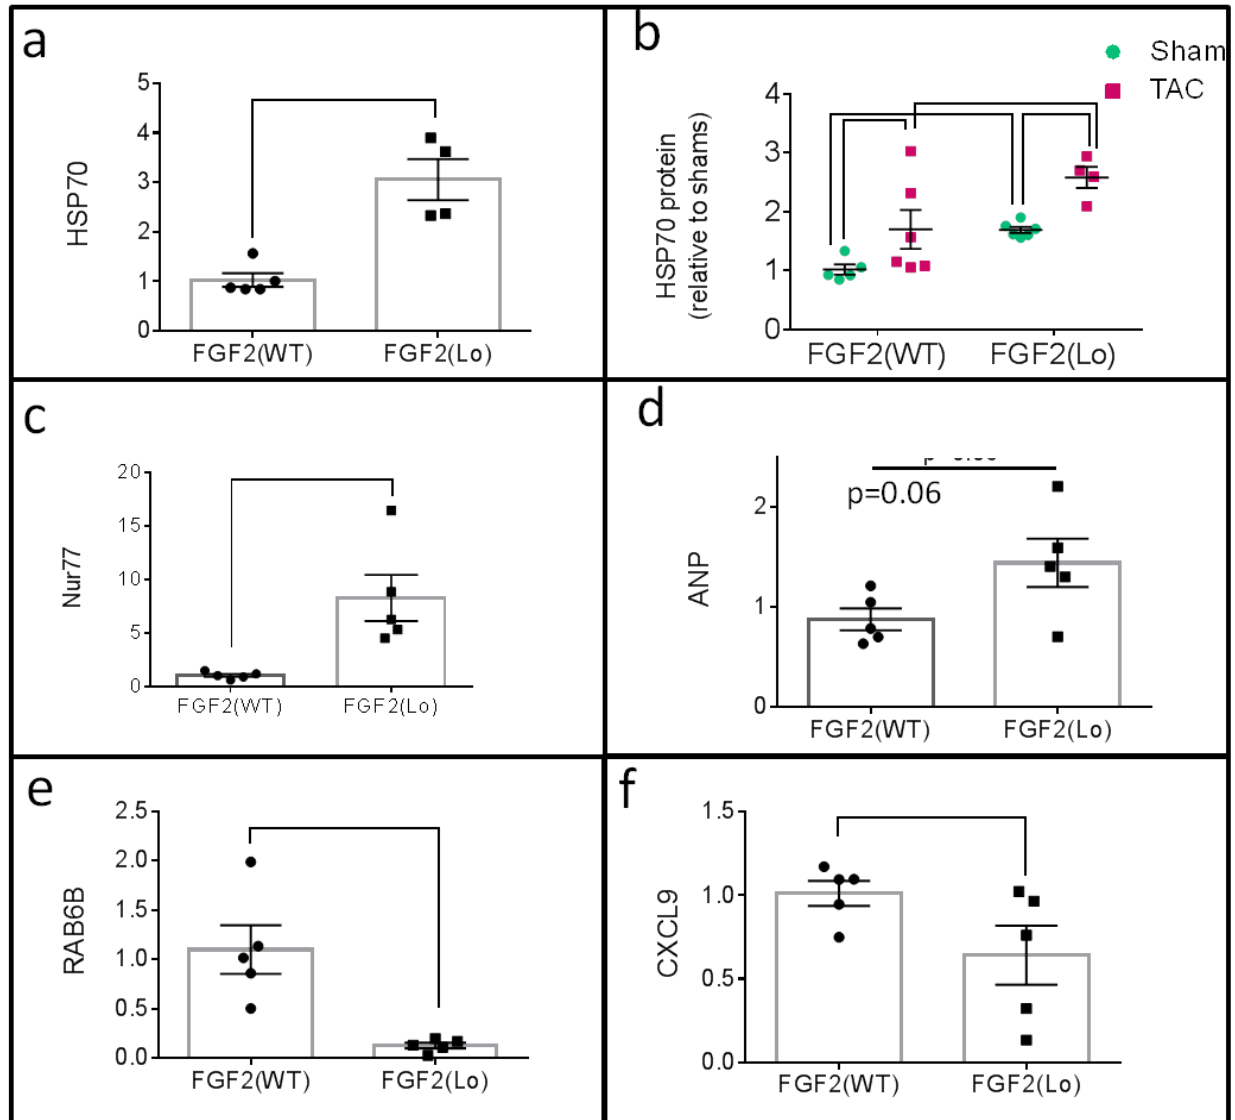 a
HSP70
5
4
3
2
1
0
FGF2(WT)
FGF2(Lo)
b
Sham
TAC
HSP70 protein
(relative to shams)
4
3
2
1
0
FGF2(WT)
FGF2(Lo)
c
Nur77
20
15
10
5
0
FGF2(WT)
FGF2(Lo)
d
p=0.06
ANP
2
1
0
FGF2(WT)
FGF2(Lo)
e
RAB6B
2.5
2.0
1.5
1.0
0.5
0.0
FGF2(WT)
FGF2(Lo)
f
CXCL9
1.5
1.0
0.5
0.0
FGF2(WT)
FGF2(Lo)